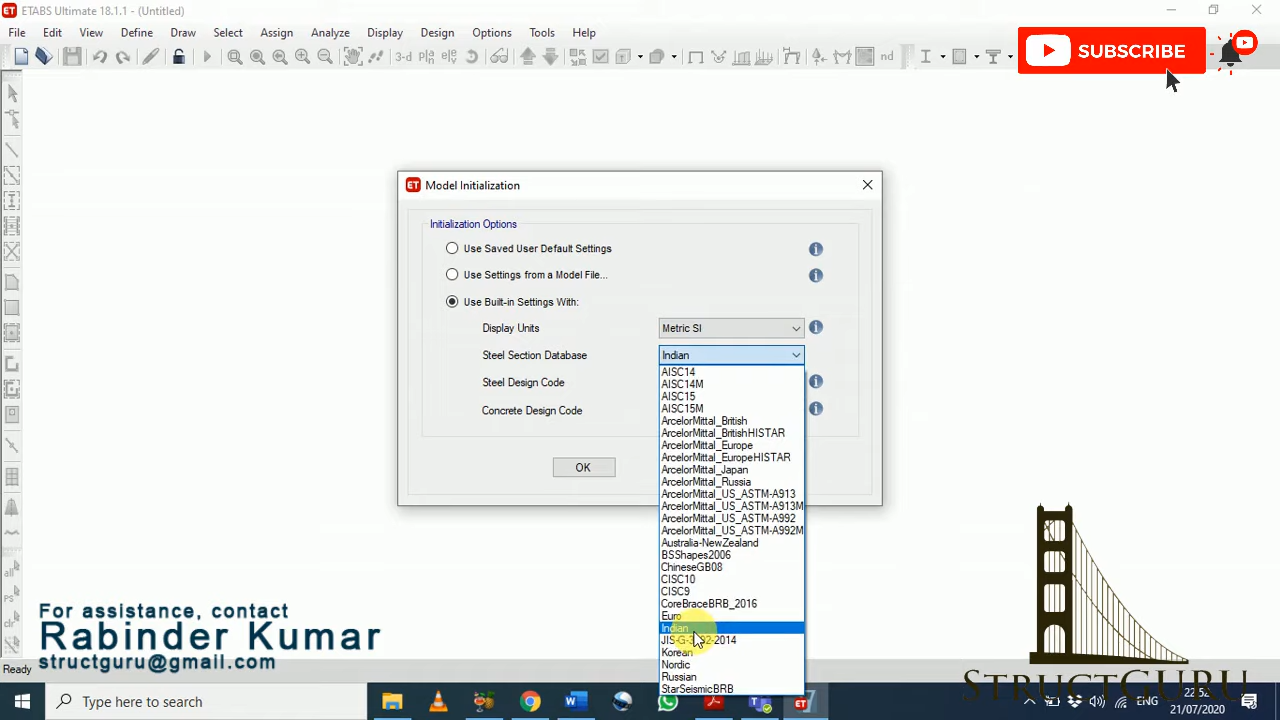 ETABS Ultimate 18.1.1 - (Untitled)
File Edit View Define Draw Select Assign Analyze Display Design Options Tools Help
SUBSCRIBE
3-d nd
Model Initialization
Initialization Options
Use Saved User Default Settings
Use Settings from a Model File...
Use Built-in Settings With:
Display Units Metric SI
Steel Section Database Indian
Steel Design Code
Concrete Design Code
OK
AISC14
AISC14M
AISC15
AISC15M
ArcelorMittal_British
ArcelorMittal_BritishHISTAR
ArcelorMittal_Europe
ArcelorMittal_EuropeHISTAR
ArcelorMittal_Japan
ArcelorMittal_Russia
ArcelorMittal_US_ASTM-A913
ArcelorMittal_US_ASTM-A913M
ArcelorMittal_US_ASTM-A992
ArcelorMittal_US_ASTM-A992M
Australia-NewZealand
BSShapes2006
ChineseGB08
CISC10
CISC9
CoreBraceBRB_2016
Euro
Indian
Korean
Nordic
Russian
StarSeismicBRB
For assistance, contact
Rabinder Kumar
structguru@gmail.com
STRUCTGURU
Ready
Type here to search
ENG
22:52
21/07/2020